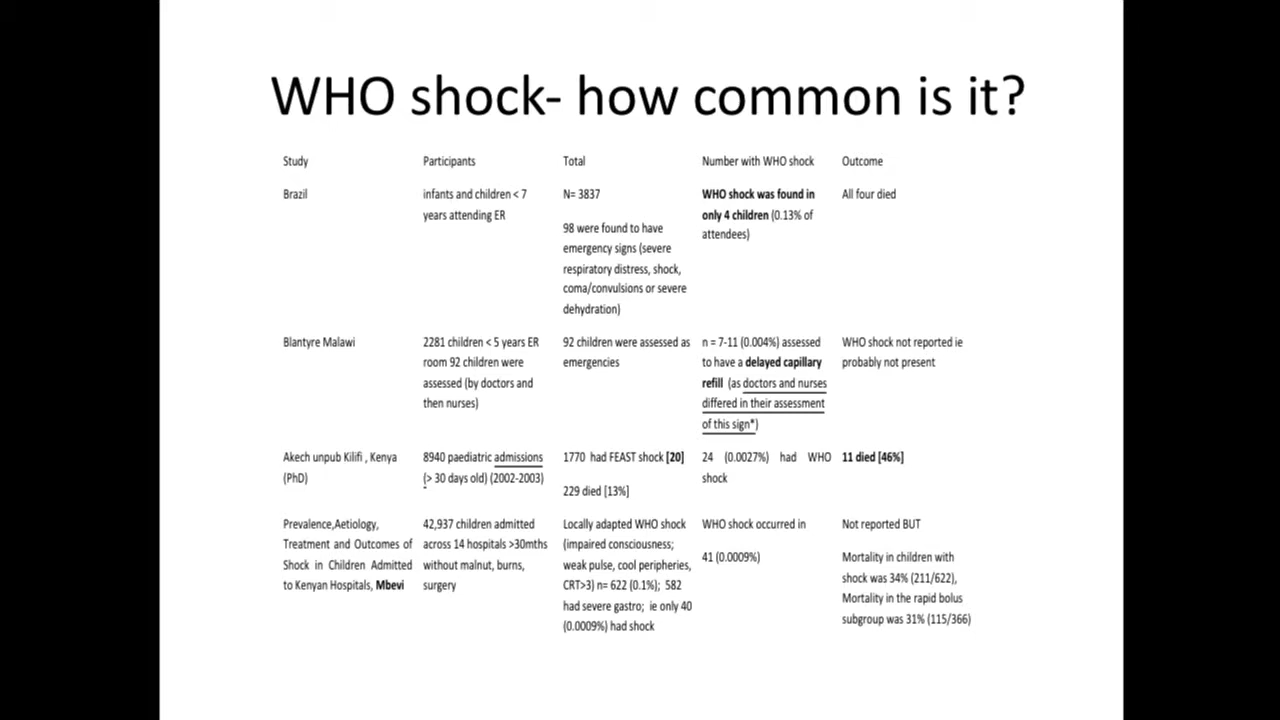 WHO shock- how common is it?
Study
Participants
Total
Number with WHO shock
Outcome
Brazil
infants and children < 7
years attending ER
N= 3837
98 were found to have
emergency signs (severe
respiratory distress, shock,
coma/convulsions or severe
dehydration)
WHO shock was found in
only 4 children (0.13% of
attendees)
All four died
Blantyre Malawi
2281 children < 5 years ER
room 92 children were
assessed (by doctors and
then nurses)
92 children were assessed as
emergencies
n = 7-11 (0.004%) assessed
to have a delayed capillary
refill (as doctors and nurses
differed in their assessment
of this sign*)
WHO shock not reported ie
probably not present
Akech unpub Kilifi , Kenya
(PhD)
8940 paediatric admissions
(> 30 days old) (2002-2003)
1770 had FEAST shock [20]
229 died [13%]
24 (0.0027%) had WHO
shock
11 died [46%]
Prevalence,Aetiology,
Treatment and Outcomes of
Shock in Children Admitted
to Kenyan Hospitals, Mbevi
42,937 children admitted
across 14 hospitals >30mths
without malnut, burns,
surgery
Locally adapted WHO shock
(impaired consciousness;
weak pulse, cool peripheries,
CRT>3) n= 622 (0.1%); 582
had severe gastro; ie only 40
(0.0009%) had shock
WHO shock occurred in
41 (0.0009%)
Not reported BUT
Mortality in children with
shock was 34% (211/622),
Mortality in the rapid bolus
subgroup was 31% (115/366)